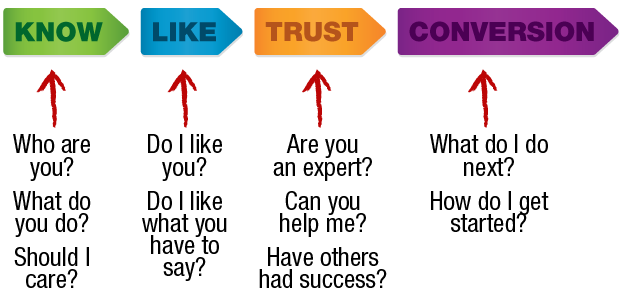 KNOW
LIKE
TRUST
CONVERSION
Who are
you?
What do
you do?
Should I
care?
Do I like
you?
Do I like
what you
have to
say?
Are you
an expert?
Can you
help me?
Have others
had success?
What do I do
next?
How do I get
started?